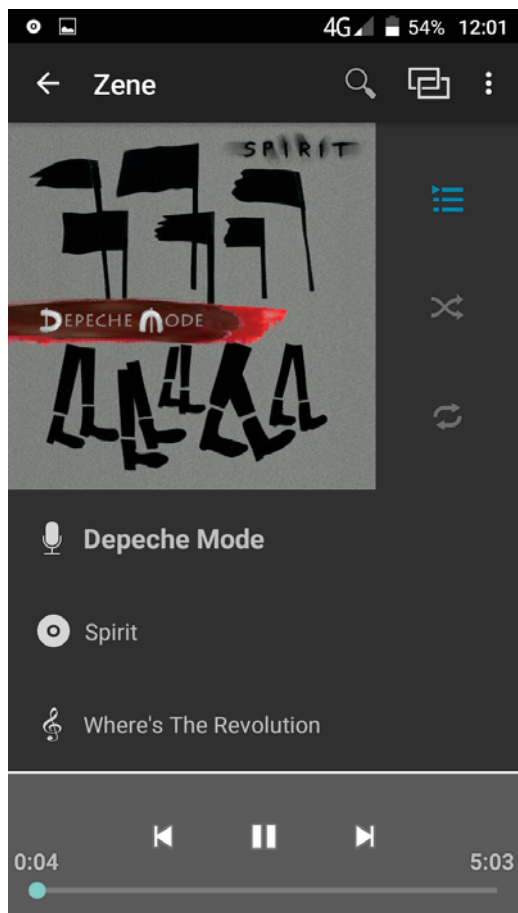 4G 54% 12:01
Zene
SPIRIT
DEPECHE MODE
Depeche Mode
Spirit
Where's The Revolution
0:04
5:03